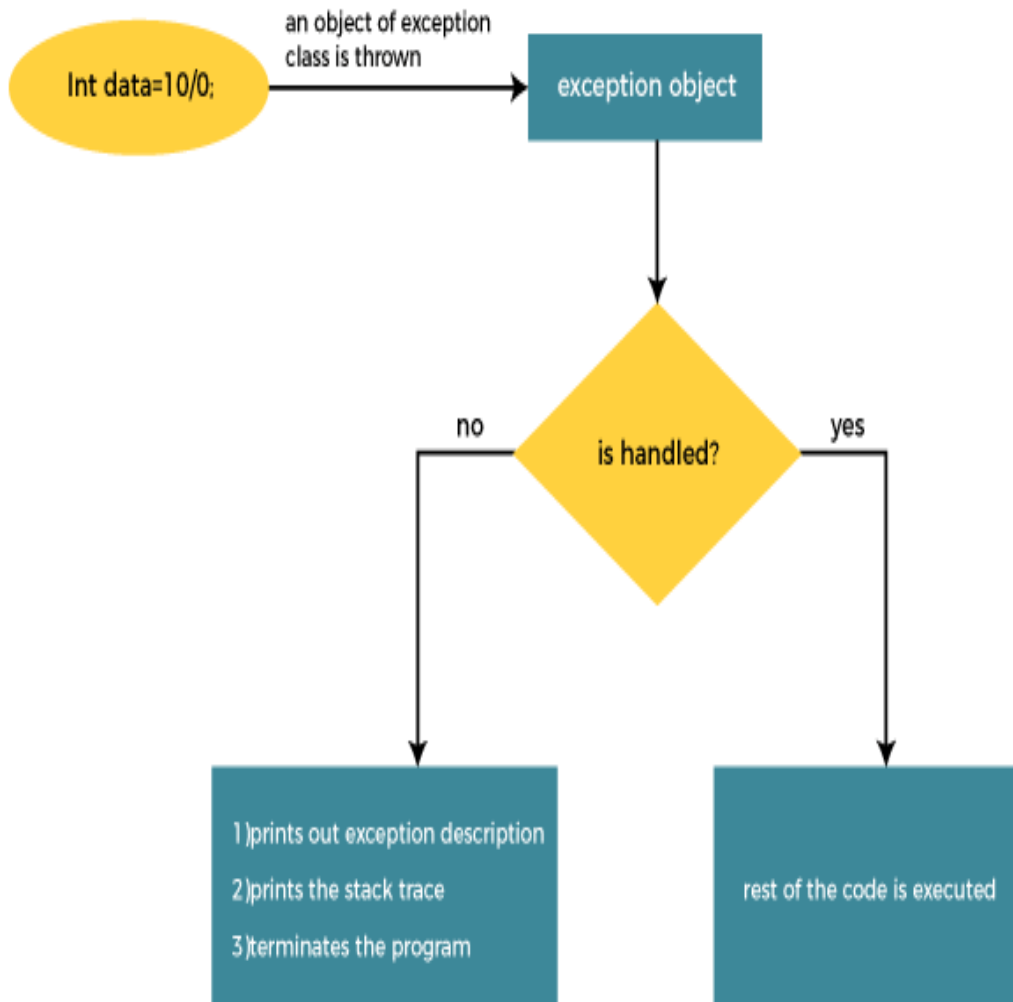 an object of exception
class is thrown
Int data=10/0;
exception object
no
yes
is handled?
1)prints out exception description
2)prints the stack trace
3)terminates the program
rest of the code is executed